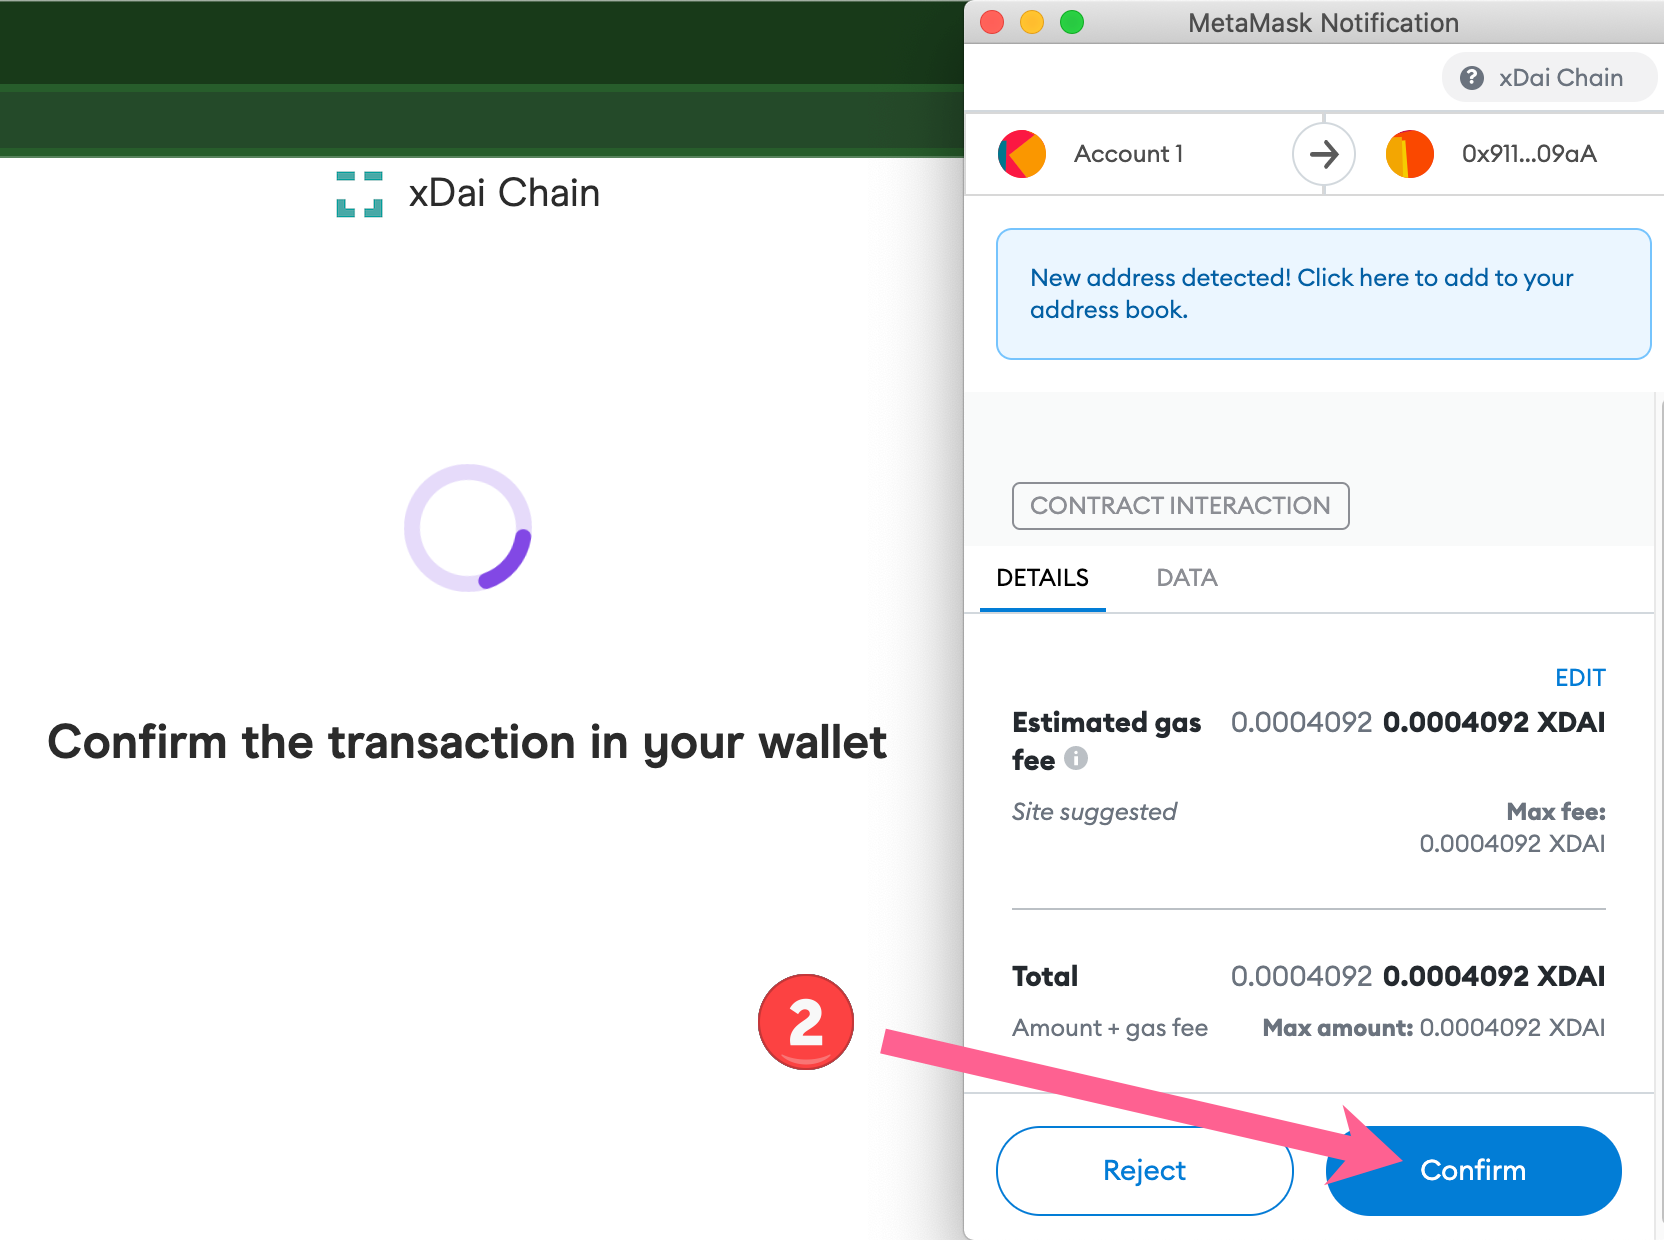 xDai Chain
Confirm the transaction in your wallet
2
MetaMask Notification
? xDai Chain
Account 1
0x911...09aA
New address detected! Click here to add to your
address book.
CONTRACT INTERACTION
DETAILS DATA
EDIT
Estimated gas 0.0004092 0.0004092 XDAI
fee i
Site suggested Max fee:
0.0004092 XDAI
Total 0.0004092 0.0004092 XDAI
Amount + gas fee Max amount: 0.0004092 XDAI
Reject Confirm